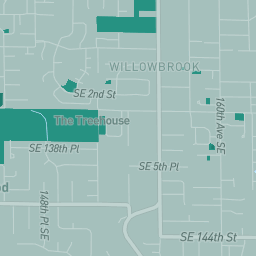 WILLOWBROOK
SE 2nd St
160th Ave SE
The Treehouse
SE 138th Pl
SE 5th Pl
od
148th Pl SE
SE 144th St